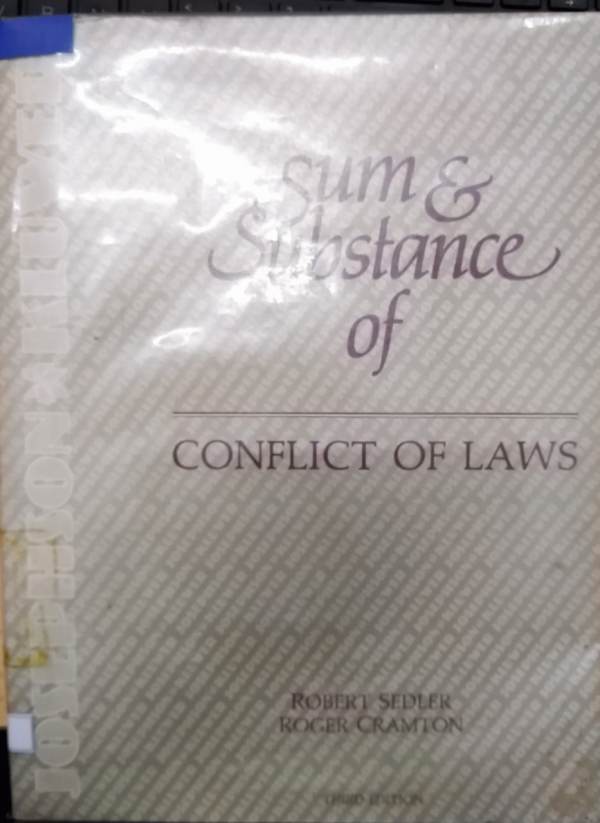 Sum &
Substance
of
CONFLICT OF LAWS
ROBERT SEDLER
ROGER CRAMTON
THIRD EDITION
JOSEPHSON ★ KLUWER